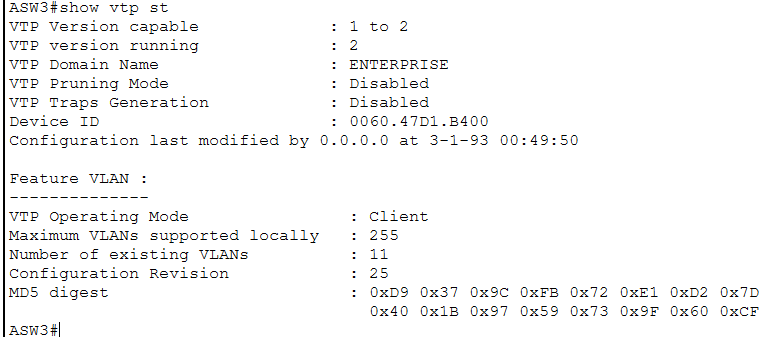 ASW3#show vtp st
VTP Version capable : 1 to 2
VTP version running : 2
VTP Domain Name : ENTERPRISE
VTP Pruning Mode : Disabled
VTP Traps Generation : Disabled
Device ID : 0060.47D1.B400
Configuration last modified by 0.0.0.0 at 3-1-93 00:49:50
Feature VLAN :
--------------
VTP Operating Mode : Client
Maximum VLANs supported locally : 255
Number of existing VLANs : 11
Configuration Revision : 25
MD5 digest : 0xD9 0x37 0x9C 0xFB 0x72 0xE1 0xD2 0x7D
0x40 0x1B 0x97 0x59 0x73 0x9F 0x60 0xCF
ASW3#